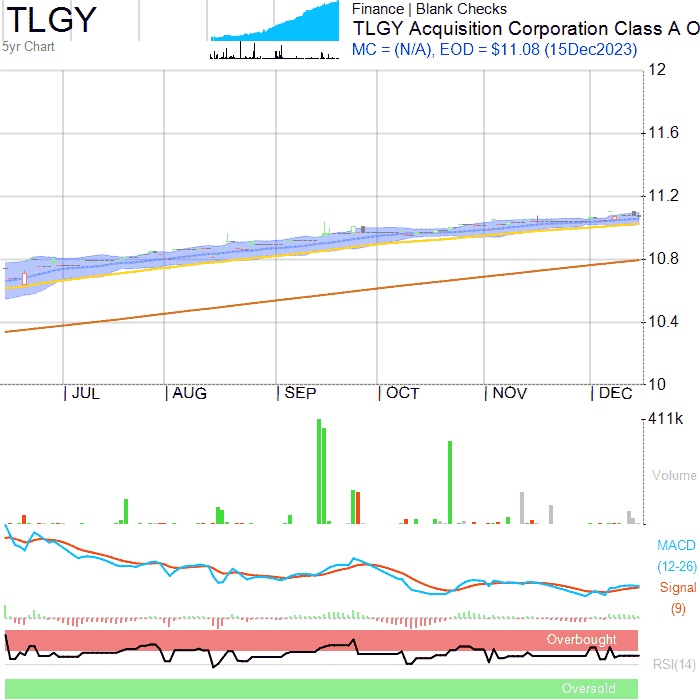 TLGY
5yr Chart
Finance | Blank Checks
TLGY Acquisition Corporation Class A O
MC = (N/A), EOD = $11.08 (15Dec2023)
12
11.6
11.2
10.8
10.4
10
JUL
AUG
SEP
OCT
NOV
DEC
411k
Volume
MACD
(12-26)
Signal
(9)
Overbought
RSI(14)
Oversold